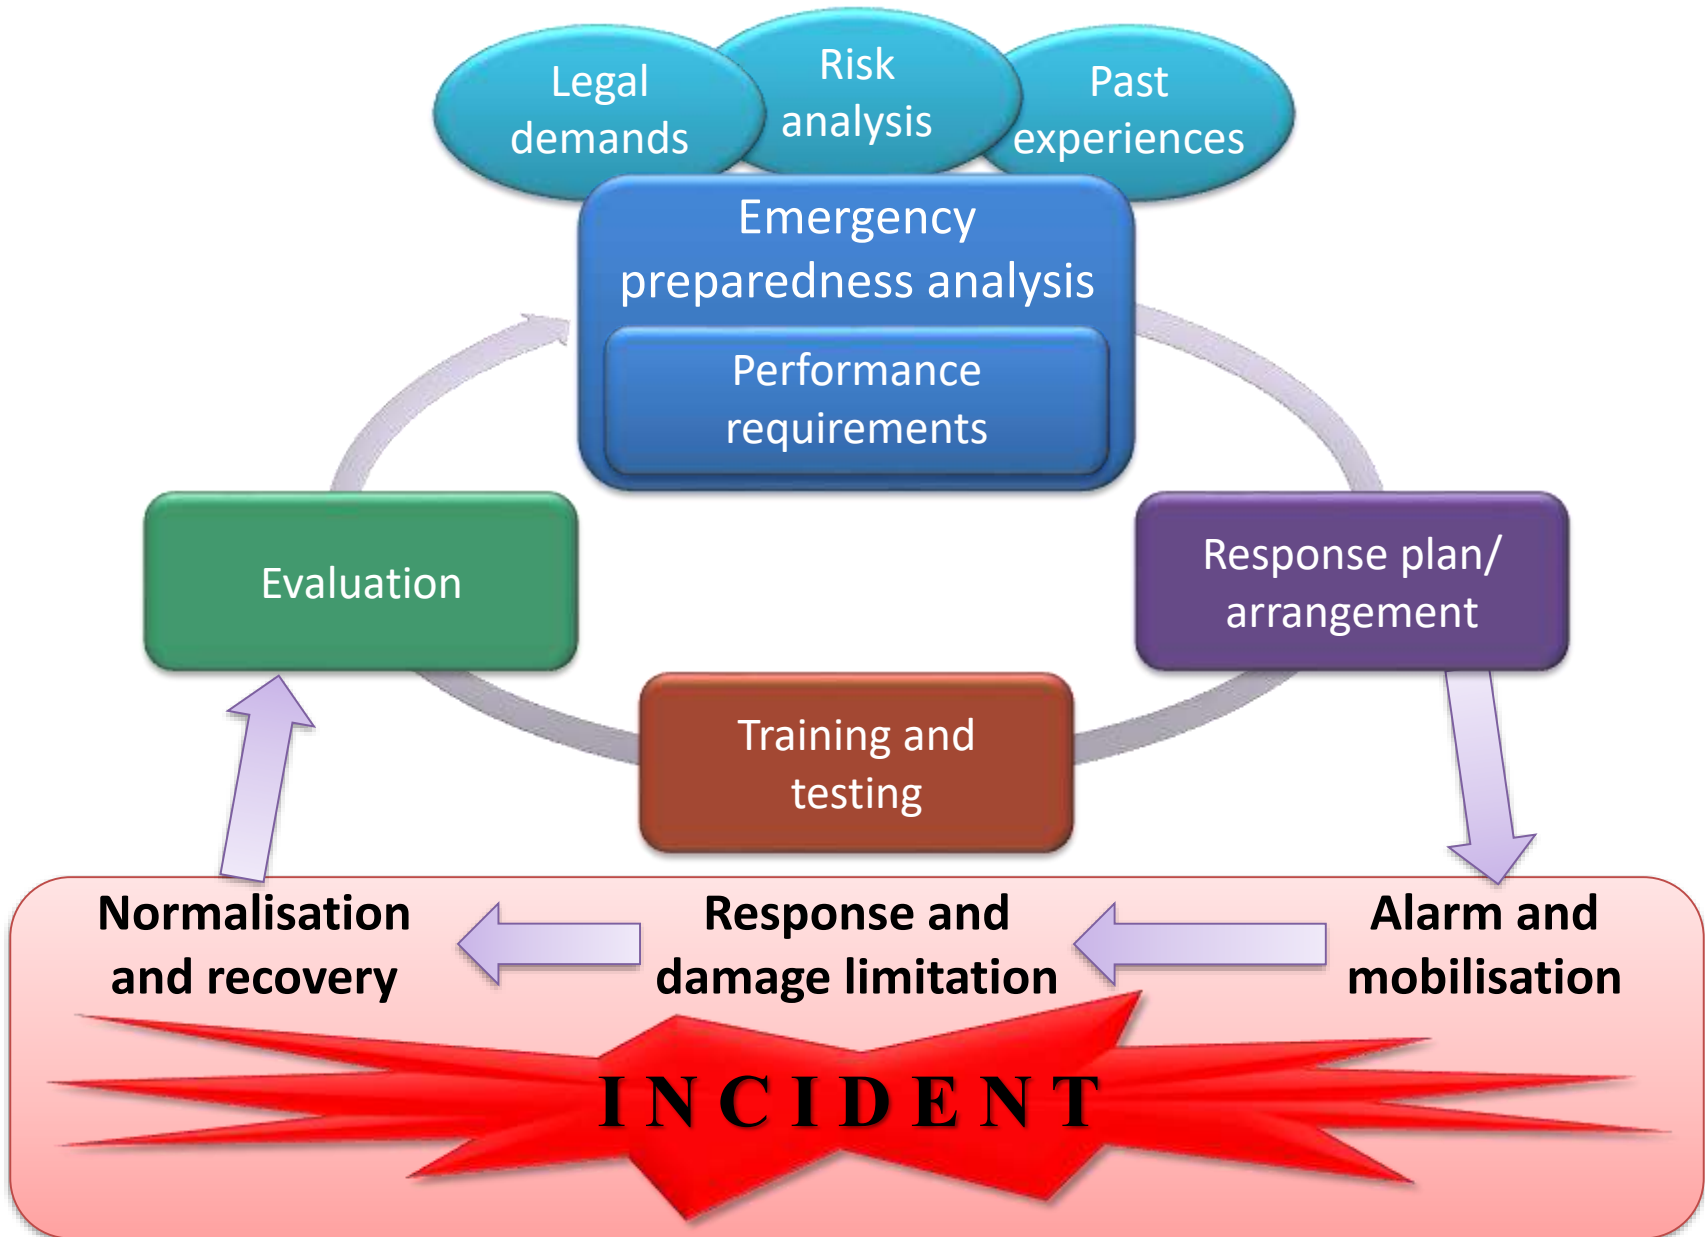 Legal
demands
Risk
analysis
Past
experiences
Emergency
preparedness analysis
Performance
requirements
Evaluation
Response plan/
arrangement
Training and
testing
Normalisation
and recovery
Response and
damage limitation
Alarm and
mobilisation
INCIDENT